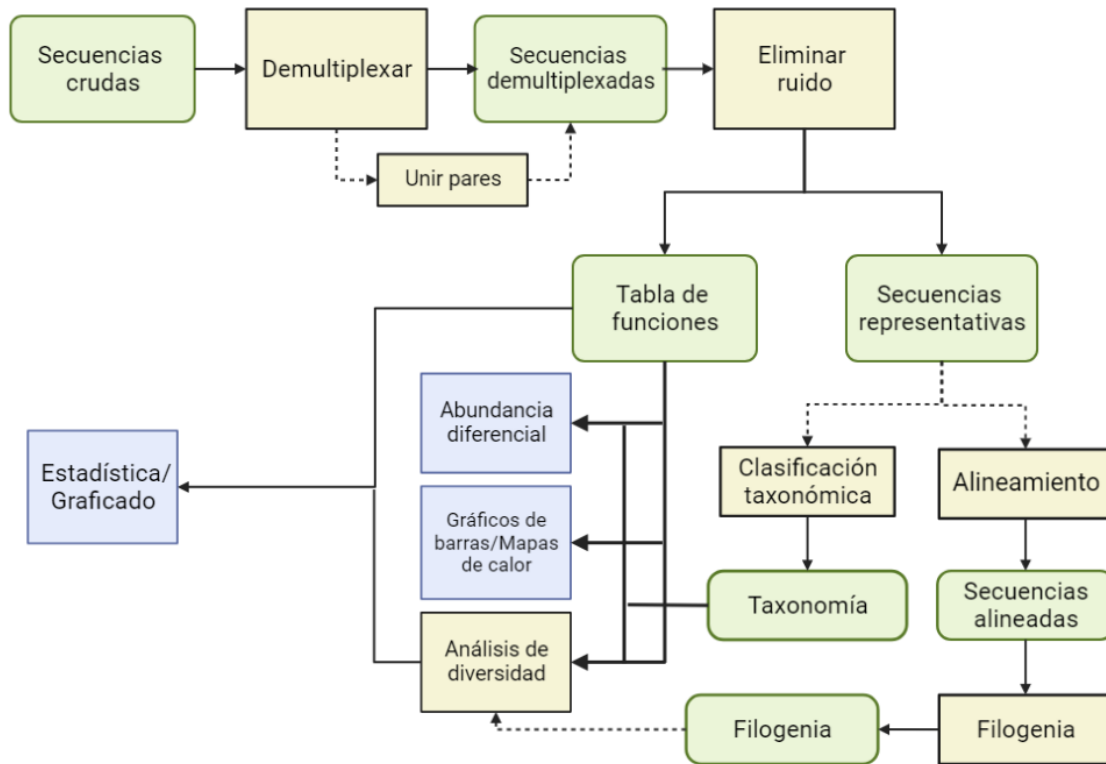 Secuencias
crudas
Demultiplexar
Secuencias
demultiplexadas
Eliminar
ruido
Unir pares
Tabla de
funciones
Secuencias
representativas
Abundancia
diferencial
Estadística/
Graficado
Clasificación
taxonómica
Alineamiento
Gráficos de
barras/Mapas
de calor
Taxonomía
Secuencias
alineadas
Análisis de
diversidad
Filogenia
Filogenia